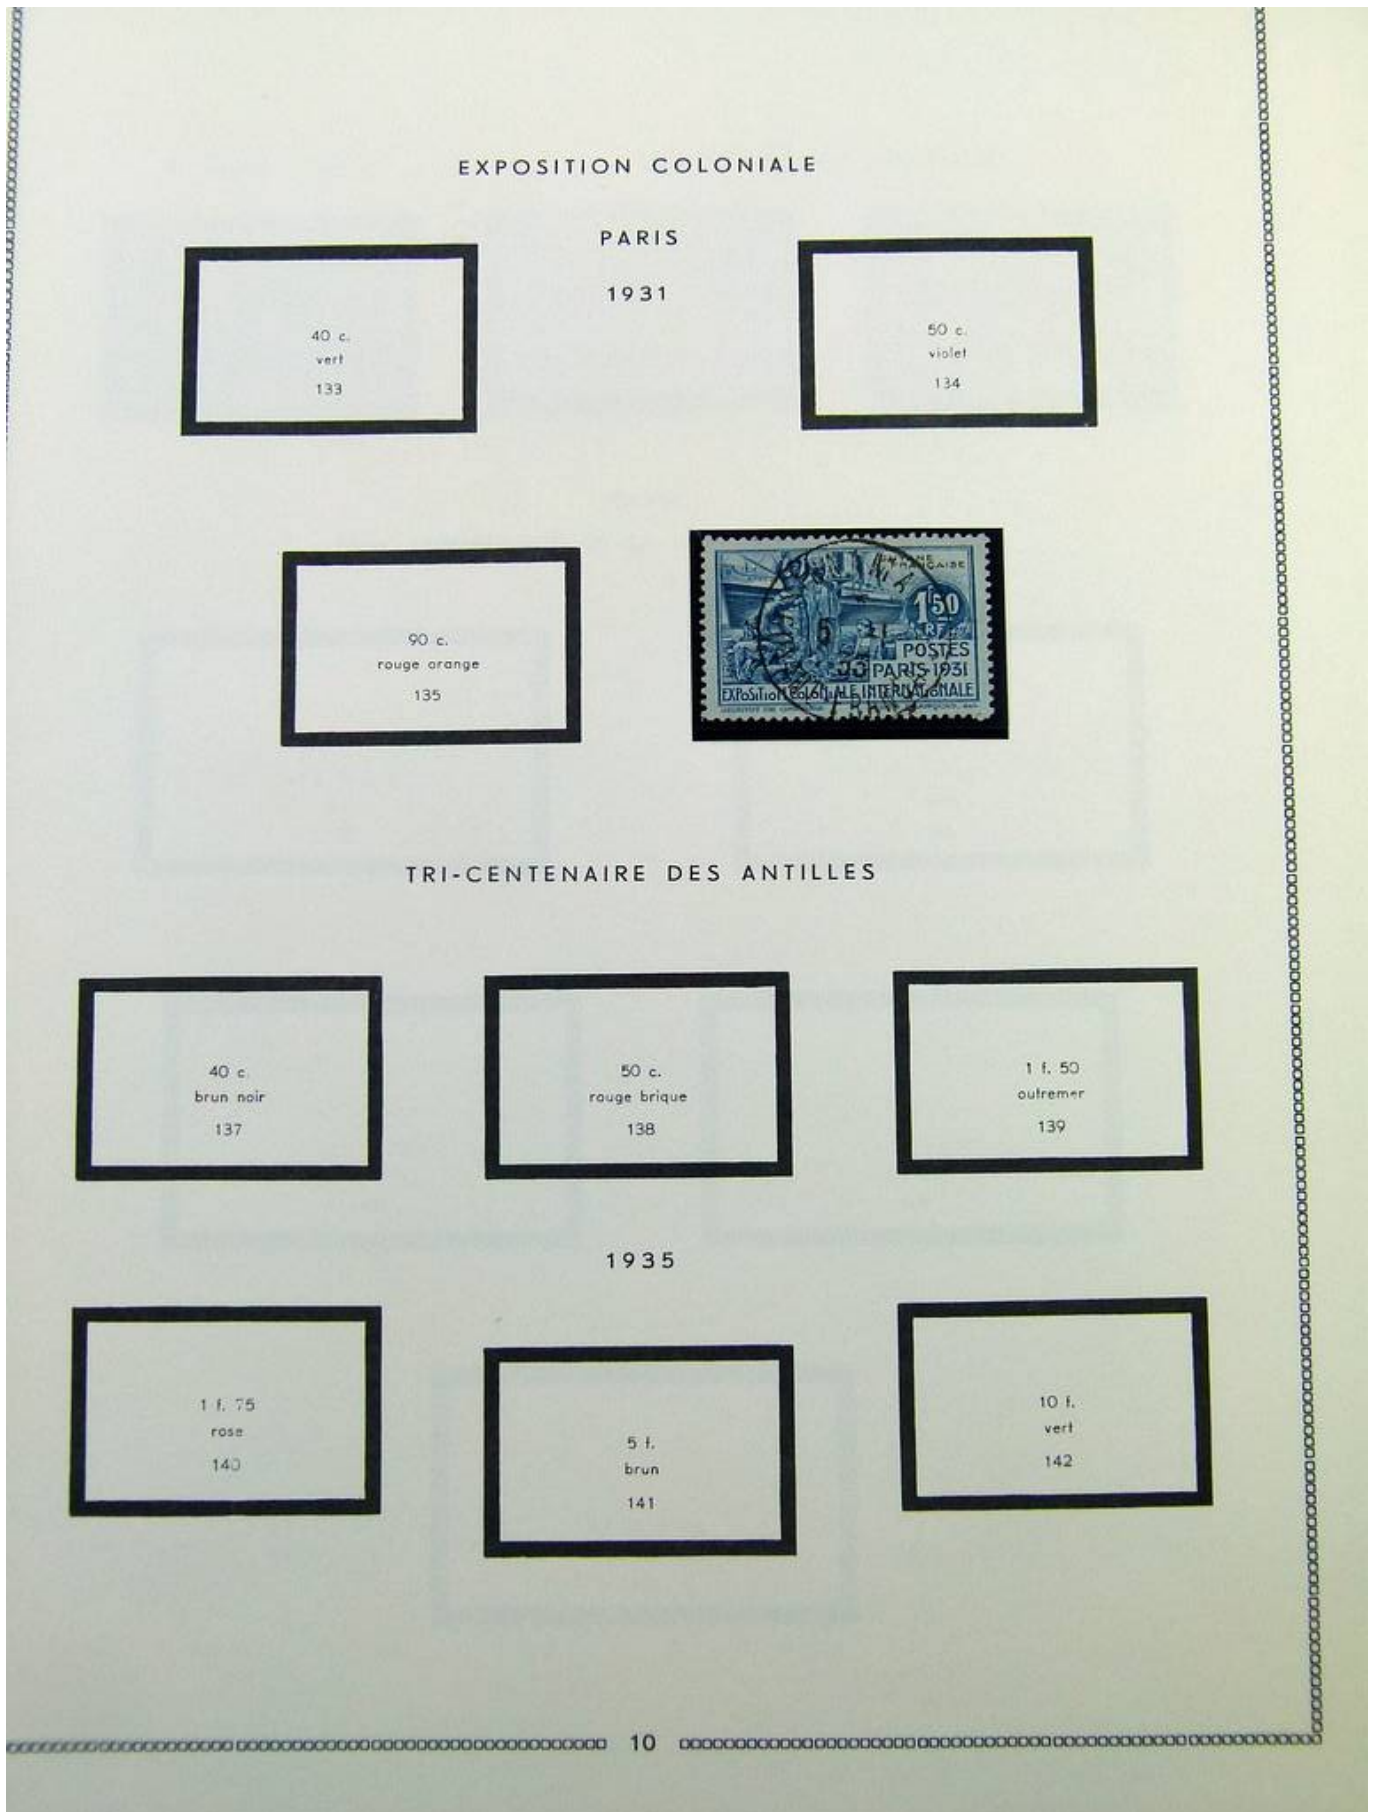 EXPOSITION COLONIALE
PARIS
1931
40 c.
vert
133
50 c.
violet
134
90 c.
rouge orange
135
GUYANE
FRANÇAISE
1F50
RF
POSTES
PARIS·1931
EXPOSITION COLONIALE INTERNATIONALE
TRI-CENTENAIRE DES ANTILLES
40 c.
brun noir
137
50 c.
rouge brique
138
1 f. 50
outremer
139
1935
1 f. 75
rose
140
5 f.
brun
141
10 f.
vert
142
10